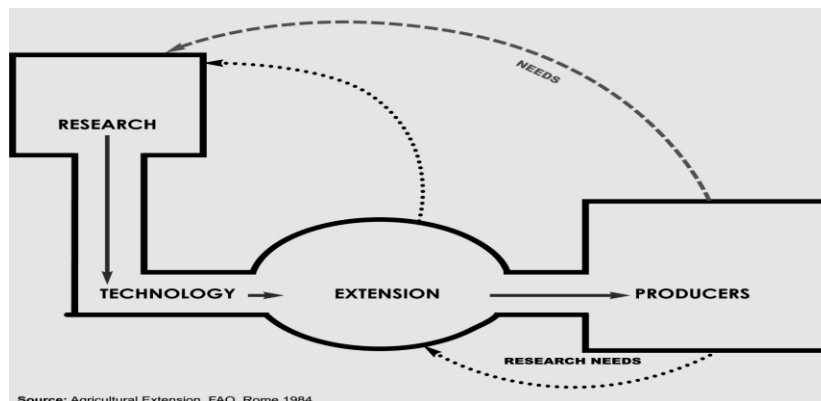 NEEDS
RESEARCH
TECHNOLOGY
EXTENSION
PRODUCERS
RESEARCH NEEDS
Source: Agricultural Extension, FAO, Rome 1984